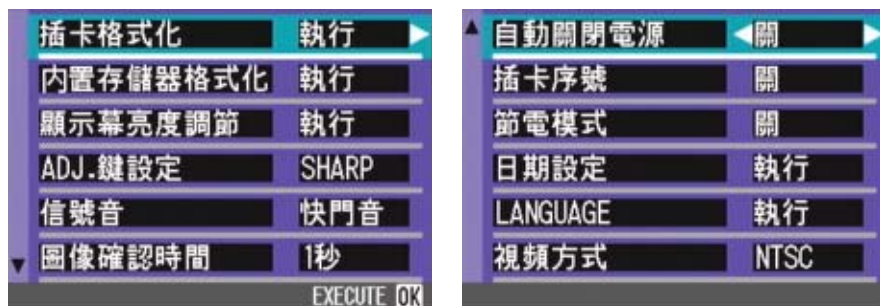 插卡格式化 執行
内置存儲器格式化 執行
顯示幕亮度調節 執行
ADJ.鍵設定 SHARP
信號音 快門音
圖像確認時間 1秒
EXECUTE OK
自動關閉電源 關
插卡序號 關
節電模式 關
日期設定 執行
LANGUAGE 執行
視頻方式 NTSC